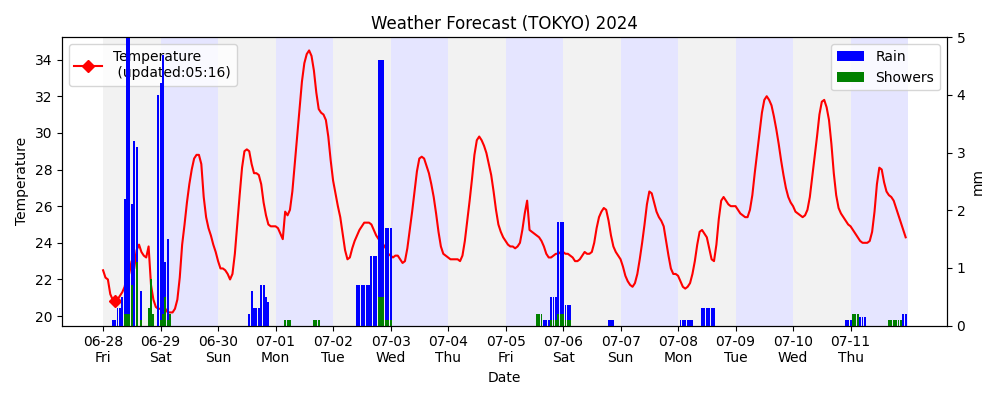 Weather Forecast (TOKYO) 2024
Temperature
(updated:05:16)
Rain
Showers
Temperature
34
32
30
28
26
24
22
20
5
4
3
2
1
0
mm
06-28 06-29 06-30 07-01 07-02 07-03 07-04 07-05 07-06 07-07 07-08 07-09 07-10 07-11
Fri Sat Sun Mon Tue Wed Thu Fri Sat Sun Mon Tue Wed Thu
Date